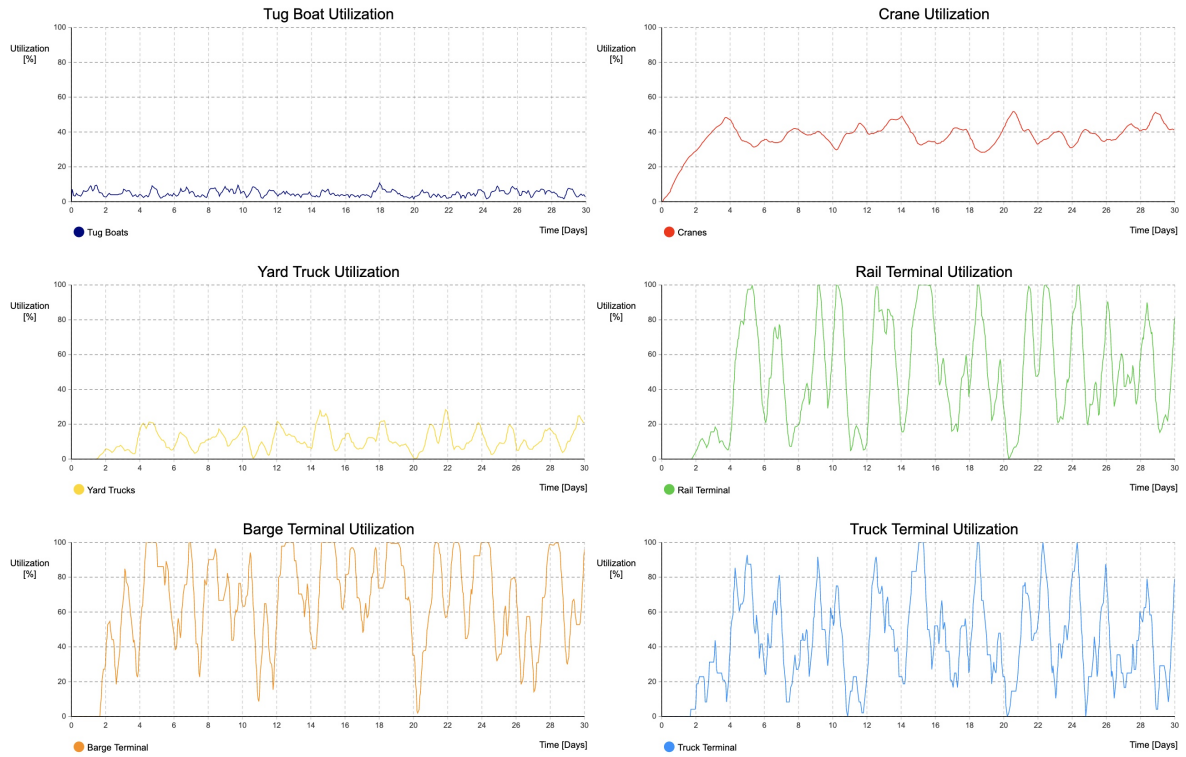 Tug Boat Utilization
Utilization
[%]
100
80
60
40
20
0
0 2 4 6 8 10 12 14 16 18 20 22 24 26 28 30
Time [Days]
Tug Boats
Crane Utilization
Utilization
[%]
100
80
60
40
20
0
0 2 4 6 8 10 12 14 16 18 20 22 24 26 28 30
Time [Days]
Cranes
Yard Truck Utilization
Utilization
[%]
100
80
60
40
20
0
0 2 4 6 8 10 12 14 16 18 20 22 24 26 28 30
Time [Days]
Yard Trucks
Rail Terminal Utilization
Utilization
[%]
100
80
60
40
20
0
0 2 4 6 8 10 12 14 16 18 20 22 24 26 28 30
Time [Days]
Rail Terminal
Barge Terminal Utilization
Utilization
[%]
100
80
60
40
20
0
0 2 4 6 8 10 12 14 16 18 20 22 24 26 28 30
Time [Days]
Barge Terminal
Truck Terminal Utilization
Utilization
[%]
100
80
60
40
20
0
0 2 4 6 8 10 12 14 16 18 20 22 24 26 28 30
Time [Days]
Truck Terminal